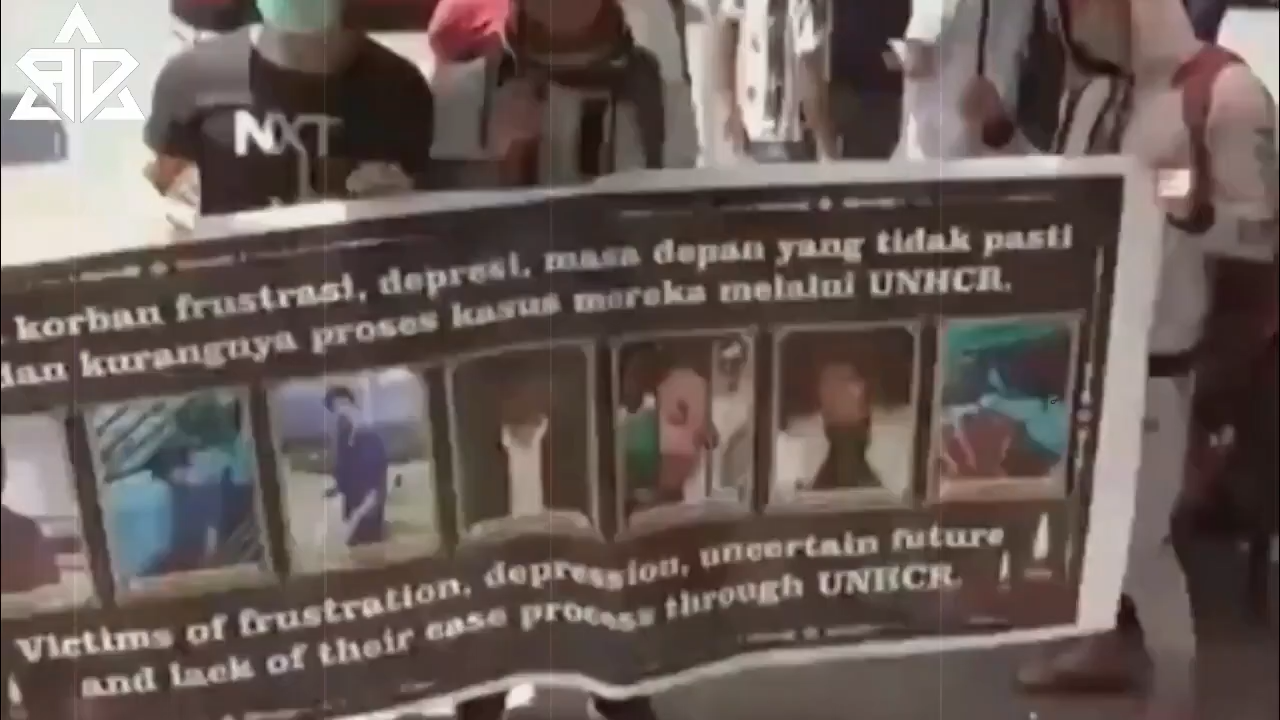 NXT
korban frustrasi, depresi, masa depan yang tidak pasti
dan kurangnya proses kasus mereka melalui UNHCR.
Victims of frustration, depression, uncertain future
and lack of their case process through UNHCR.